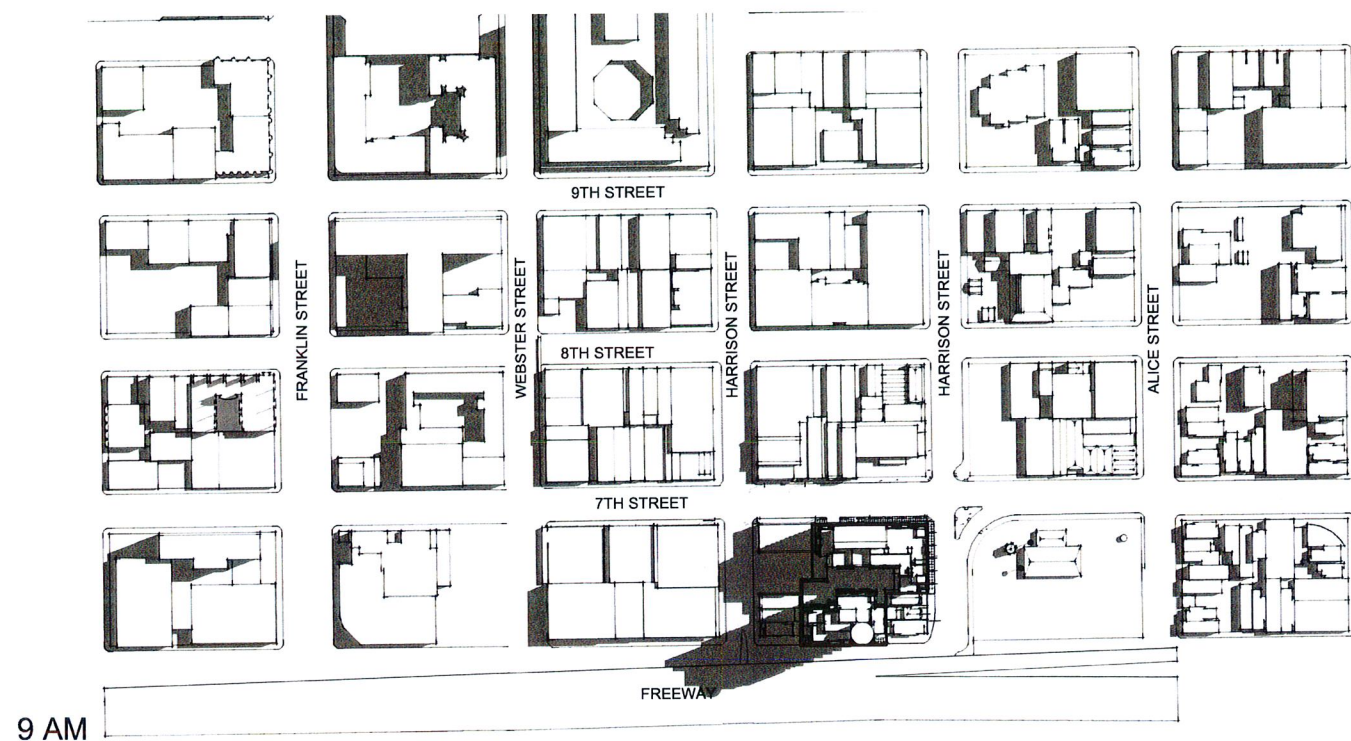 9TH STREET
FRANKLIN STREET
WEBSTER STREET
HARRISON STREET
HARRISON STREET
ALICE STREET
8TH STREET
7TH STREET
FREEWAY
9 AM